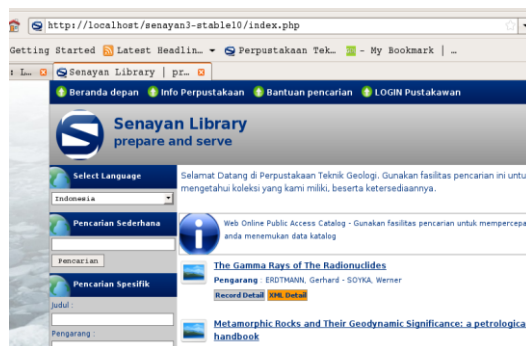 http://localhost/senayan3-stable10/index.php
Getting Started Latest Headlin… Perpustakaan Tek… - My Bookmark | …
: L… Senayan Library | pr…
Beranda depan Info Perpustakaan Bantuan pencarian LOGIN Pustakawan
Senayan Library
prepare and serve
Select Language
Indonesia
Pencarian Sederhana
Pencarian
Pencarian Spesifik
Judul :
Pengarang :
Selamat Datang di Perpustakaan Teknik Geologi. Gunakan fasilitas pencarian ini untu
mengetahui koleksi yang kami miliki, beserta ketersediaannya.
Web Online Public Access Catalog - Gunakan fasilitas pencarian untuk mempercepa
anda menemukan data katalog
The Gamma Rays of The Radionuclides
Pengarang : ERDTMANN, Gerhard - SOYKA, Werner
Record Detail XML Detail
Metamorphic Rocks and Their Geodynamic Significance: a petrologica
handbook